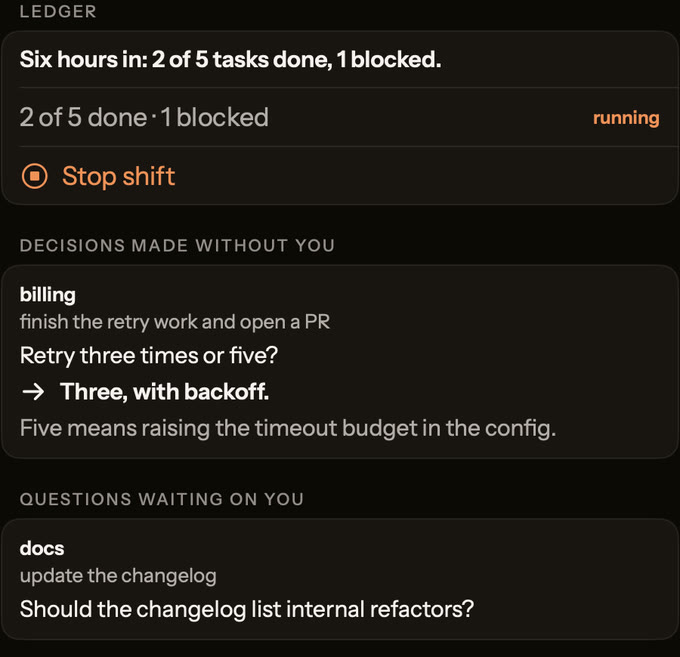 LEDGER
Six hours in: 2 of 5 tasks done, 1 blocked.
2 of 5 done · 1 blocked
running
Stop shift
DECISIONS MADE WITHOUT YOU
billing
finish the retry work and open a PR
Retry three times or five?
→ Three, with backoff.
Five means raising the timeout budget in the config.
QUESTIONS WAITING ON YOU
docs
update the changelog
Should the changelog list internal refactors?